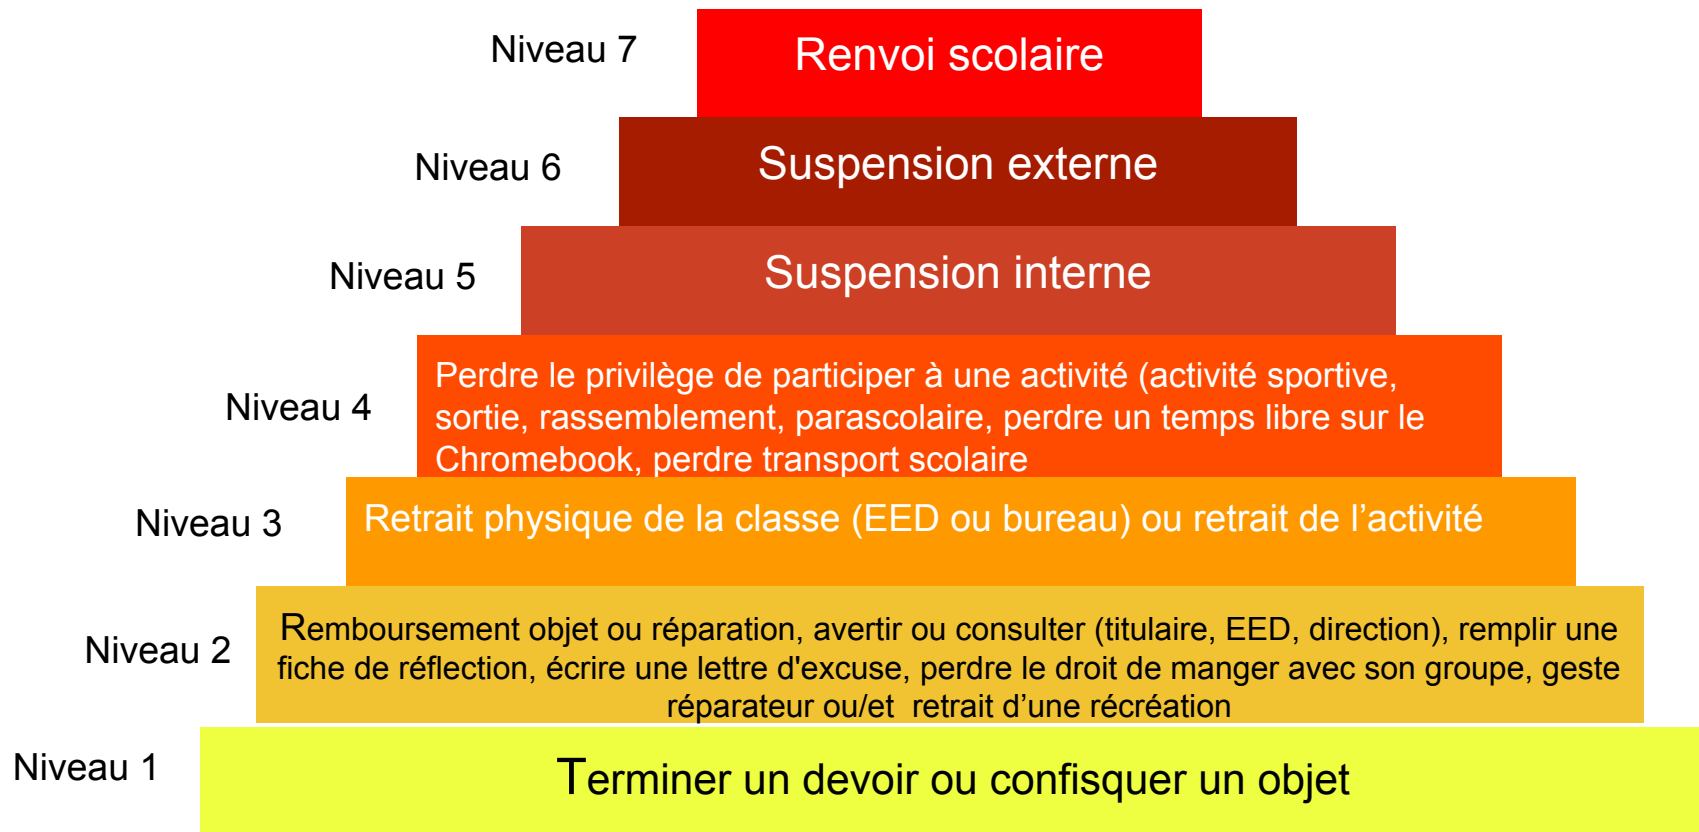 Niveau 7
Renvoi scolaire
Niveau 6
Suspension externe
Niveau 5
Suspension interne
Niveau 4
Perdre le privilège de participer à une activité (activité sportive,
sortie, rassemblement, parascolaire, perdre un temps libre sur le
Chromebook, perdre transport scolaire
Niveau 3
Retrait physique de la classe (EED ou bureau) ou retrait de l’activité
Niveau 2
Remboursement objet ou réparation, avertir ou consulter (titulaire, EED, direction), remplir une
fiche de réflection, écrire une lettre d'excuse, perdre le droit de manger avec son groupe, geste
réparateur ou/et retrait d’une récréation
Niveau 1
Terminer un devoir ou confisquer un objet